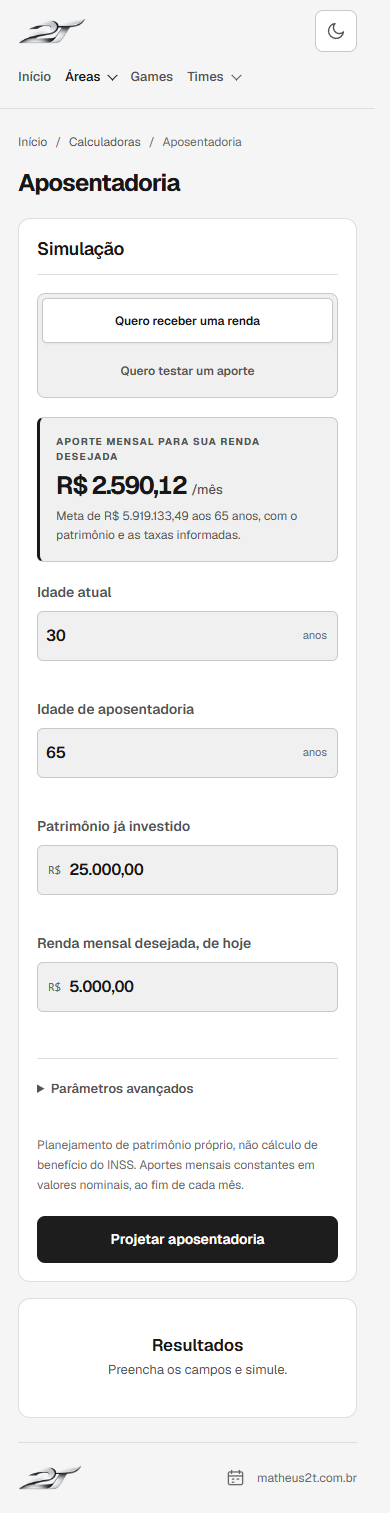 2T
Início Áreas Games Times
Início / Calculadoras / Aposentadoria
Aposentadoria
Simulação
Quero receber uma renda
Quero testar um aporte
APORTE MENSAL PARA SUA RENDA
DESEJADA
R$ 2.590,12 /mês
Meta de R$ 5.919.133,49 aos 65 anos, com o
patrimônio e as taxas informadas.
Idade atual
30 anos
Idade de aposentadoria
65 anos
Patrimônio já investido
R$ 25.000,00
Renda mensal desejada, de hoje
R$ 5.000,00
Parâmetros avançados
Planejamento de patrimônio próprio, não cálculo de
benefício do INSS. Aportes mensais constantes em
valores nominais, ao fim de cada mês.
Projetar aposentadoria
Resultados
Preencha os campos e simule.
2T matheus2t.com.br